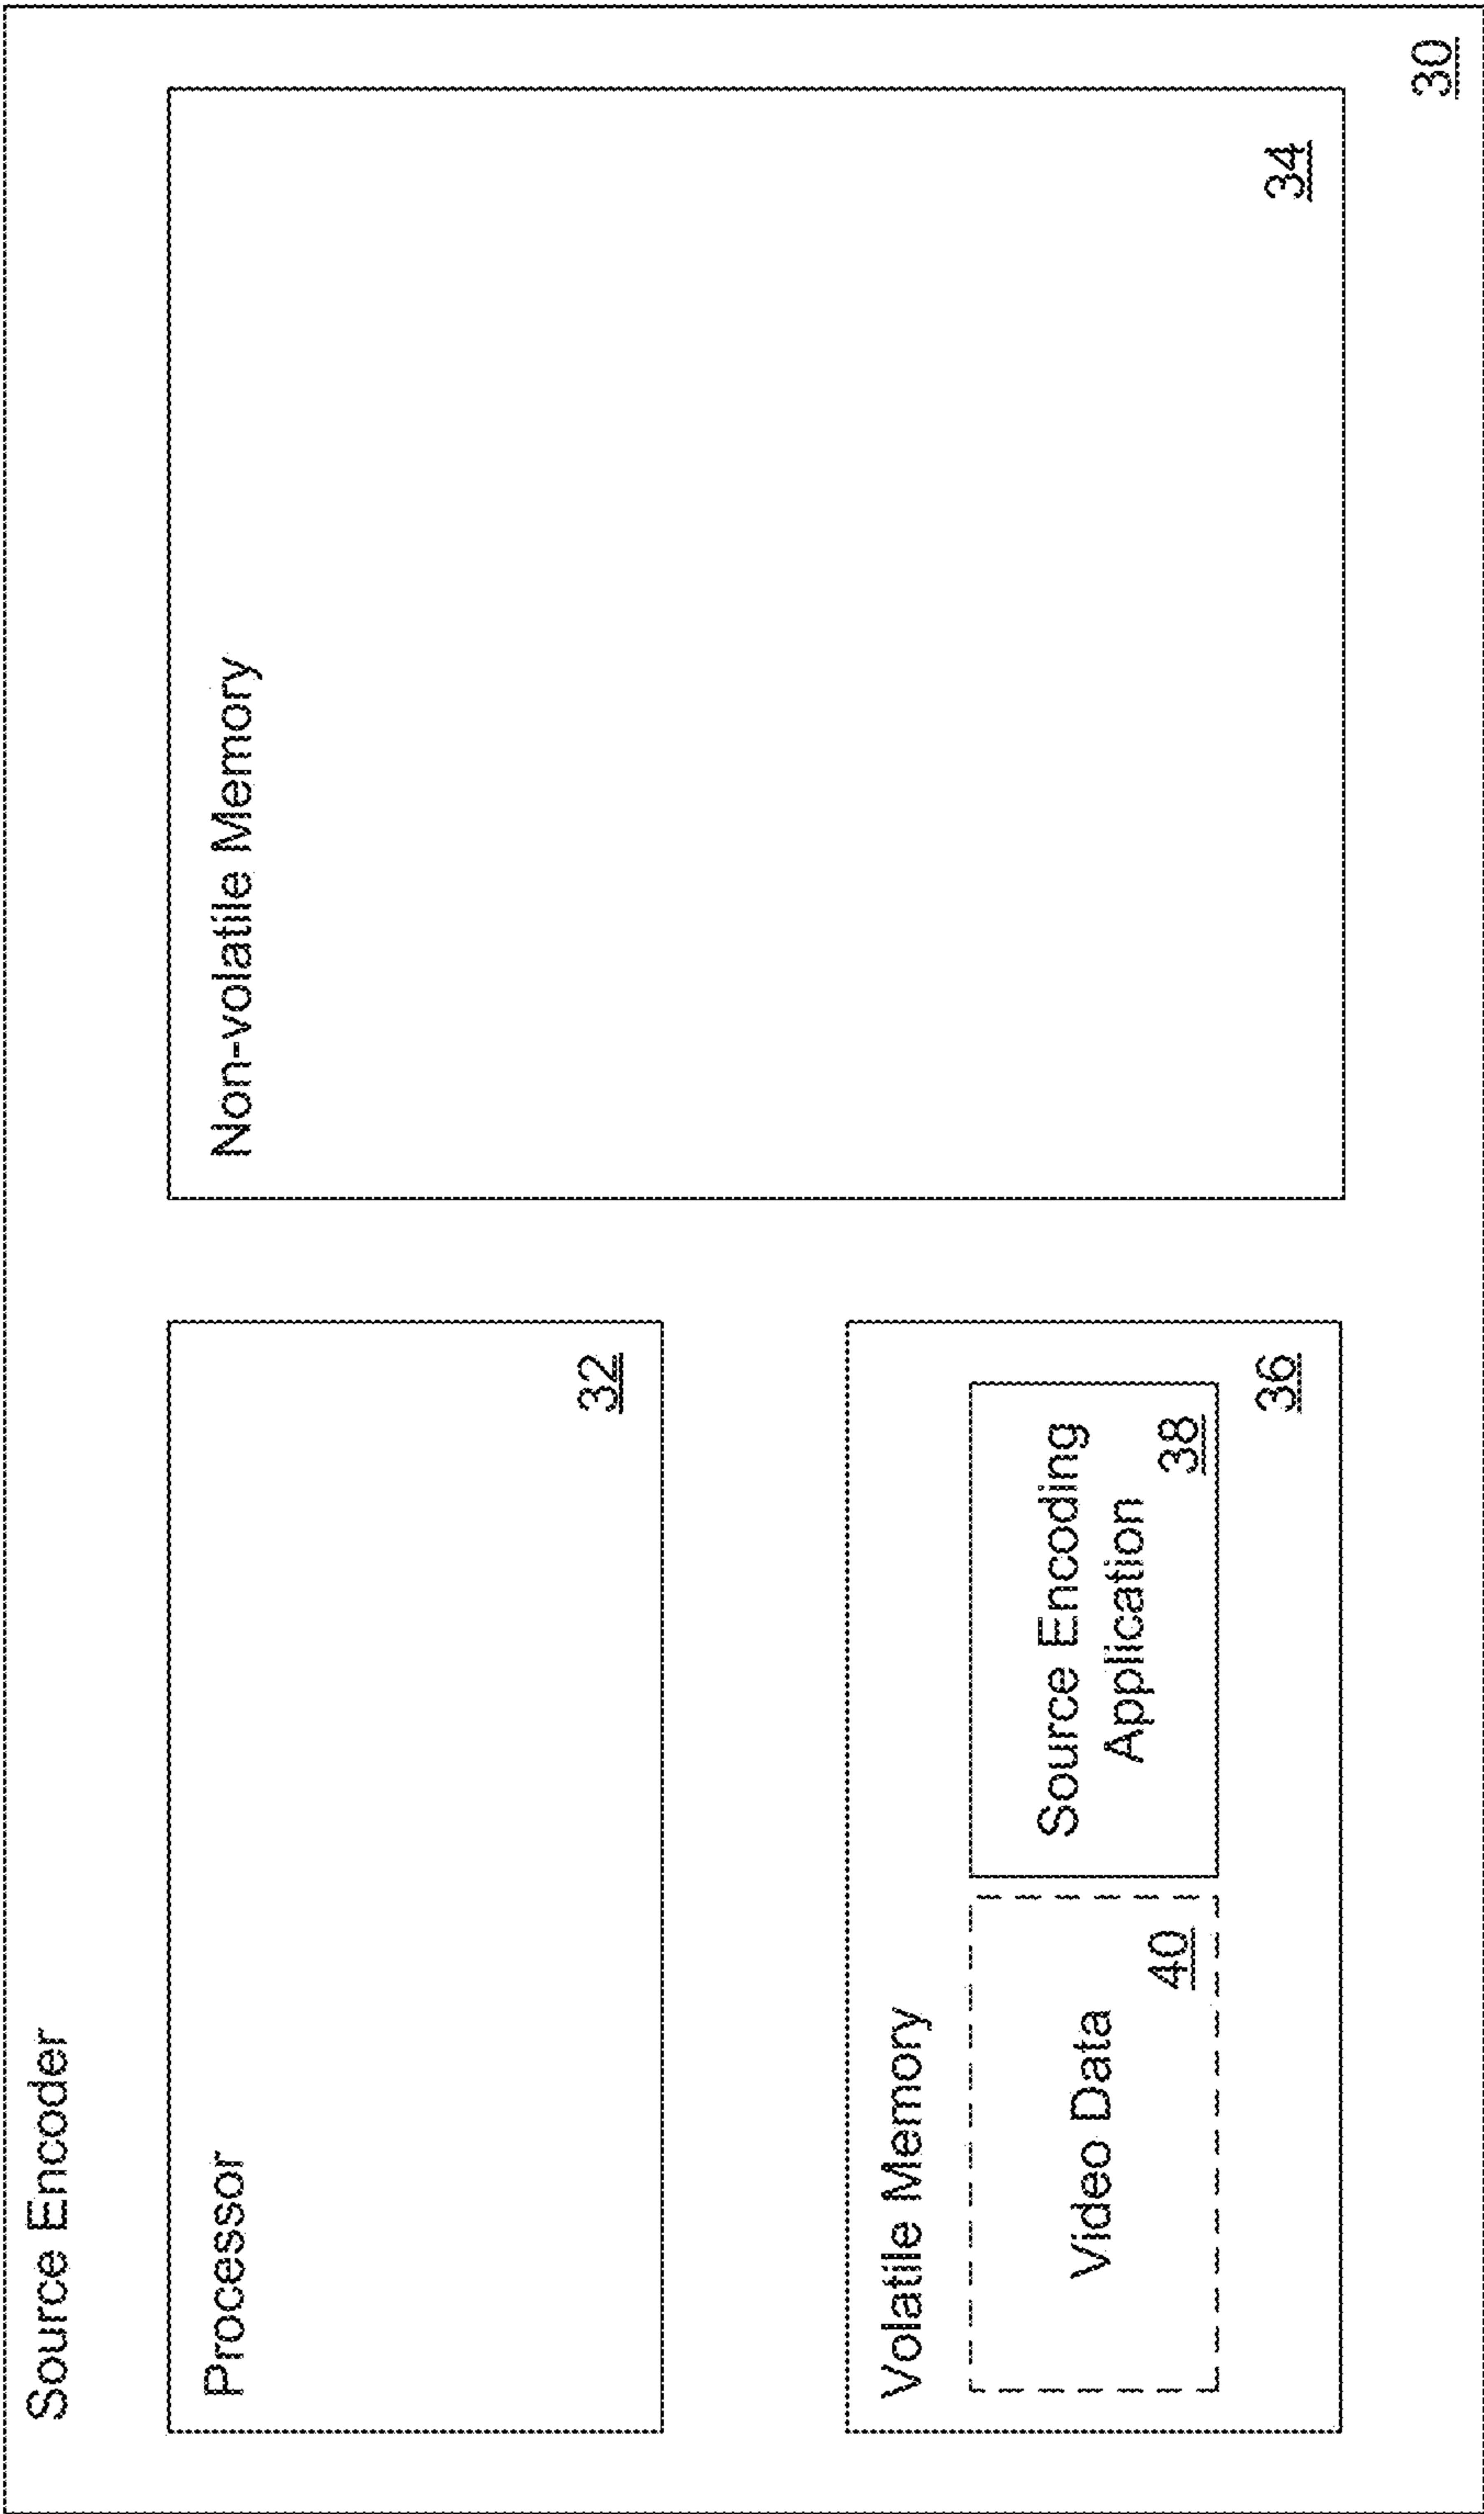 Source Encoder
Processor
32
Non-volatile Memory
34
Volatile Memory
Video Data
40
Source Encoding
Application
38
36
30